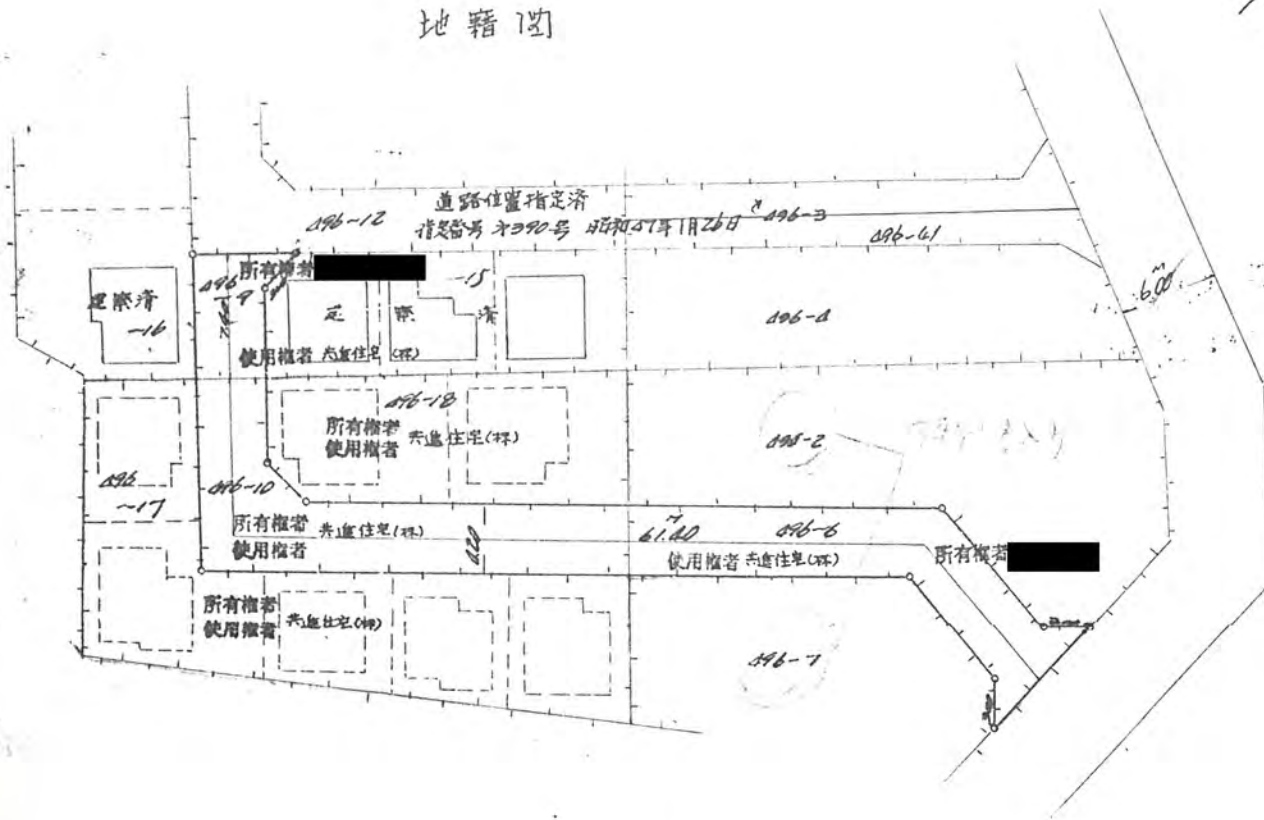 地籍図
道路位置指定済
496-12
指定番号 第390号 昭和47年1月26日
496-3
496-41
所有権者
496-9
建築済
-16
-15
建築済
496-4
6.00M
使用権者 共進住宅(株)
496-18
所有権者
使用権者 共進住宅(株)
496-2
496
-17
496-10
所有権者
使用権者 共進住宅(株)
4.20
61.40M
496-6
使用権者 共進住宅(株)
所有権者
所有権者
使用権者 共進住宅(株)
496-7